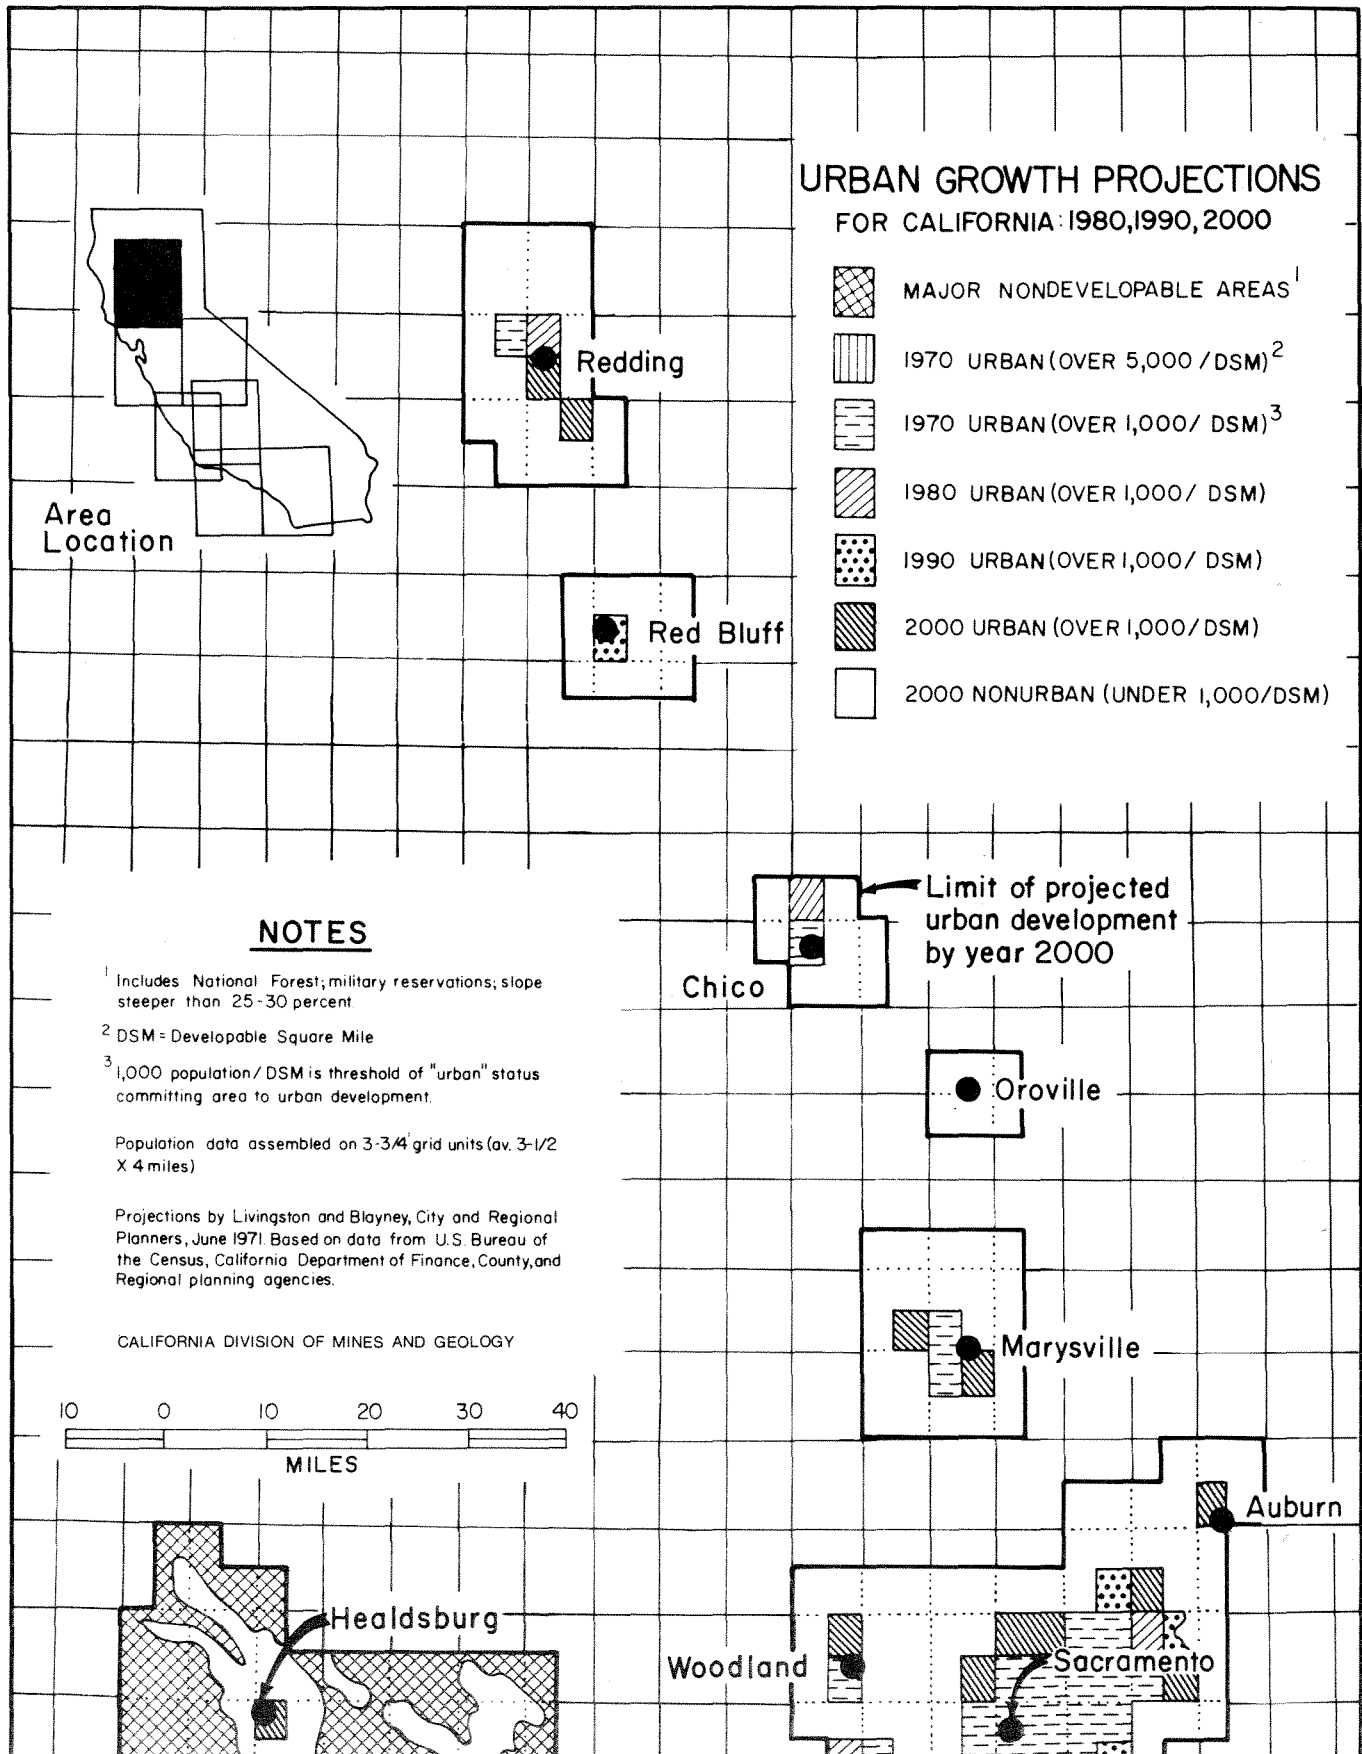 URBAN GROWTH PROJECTIONS
FOR CALIFORNIA: 1980, 1990, 2000
MAJOR NONDEVELOPABLE AREAS 1
1970 URBAN (OVER 5,000 / DSM) 2
1970 URBAN (OVER 1,000 / DSM) 3
1980 URBAN (OVER 1,000 / DSM)
1990 URBAN (OVER 1,000 / DSM)
2000 URBAN (OVER 1,000 / DSM)
2000 NONURBAN (UNDER 1,000/DSM)
Area
Location
Redding
Red Bluff
Limit of projected
urban development
by year 2000
Chico
Oroville
Marysville
Auburn
NOTES
1 Includes National Forest; military reservations; slope
steeper than 25-30 percent
2 DSM = Developable Square Mile
3 1,000 population / DSM is threshold of "urban" status
committing area to urban development.
Population data assembled on 3-3/4' grid units (av. 3-1/2
X 4 miles)
Projections by Livingston and Blayney, City and Regional
Planners, June 1971. Based on data from U.S. Bureau of
the Census, California Department of Finance, County, and
Regional planning agencies.
CALIFORNIA DIVISION OF MINES AND GEOLOGY
10 0 10 20 30 40
MILES
Healdsburg
Woodland
Sacramento